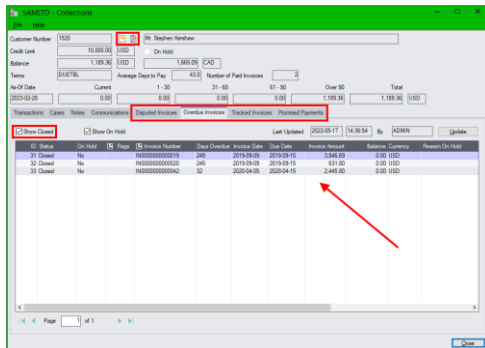 SAMLTD - Collections
File Help
Customer Number 1520 Mr. Stephen Kershaw
Credit Limit 10,000.00 USD On Hold
Balance 1,189.36 USD 1,669.09 CAD
Terms DUETBL Average Days to Pay 43.0 Number of Paid Invoices 2
As-Of Date Current 1 - 30 31 - 60 61 - 90 Over 90 Total
2023-02-28 0.00 0.00 0.00 0.00 1,189.36 1,189.36 USD
Transactions Cases Notes Communications Disputed Invoices Overdue Invoices Tracked Invoices Promised Payments
Show Closed Show On Hold Last Updated 2022-05-17 14:36:54 By ADMIN Update
ID Status On Hold Flags Invoice Number Days Overdue Invoice Date Due Date Invoice Amount Balance Currency Reason On Hold
31 Closed No IN0000000000019 245 2019-09-09 2019-09-15 3,846.69 0.00 USD
32 Closed No IN0000000000020 245 2019-09-09 2019-09-15 631.80 0.00 USD
33 Closed No IN0000000000042 32 2020-04-05 2020-04-15 2,445.80 0.00 USD
Page 1 of 1
Close